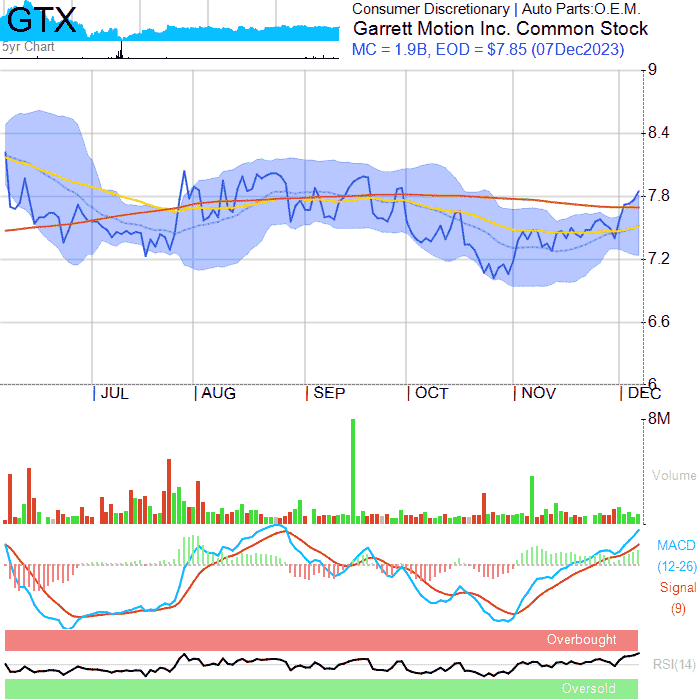 GTX
5yr Chart
Consumer Discretionary | Auto Parts:O.E.M.
Garrett Motion Inc. Common Stock
MC = 1.9B, EOD = $7.85 (07Dec2023)
9
8.4
7.8
7.2
6.6
6
JUL AUG SEP OCT NOV DEC
8M
Volume
MACD
(12-26)
Signal
(9)
Overbought
RSI(14)
Oversold